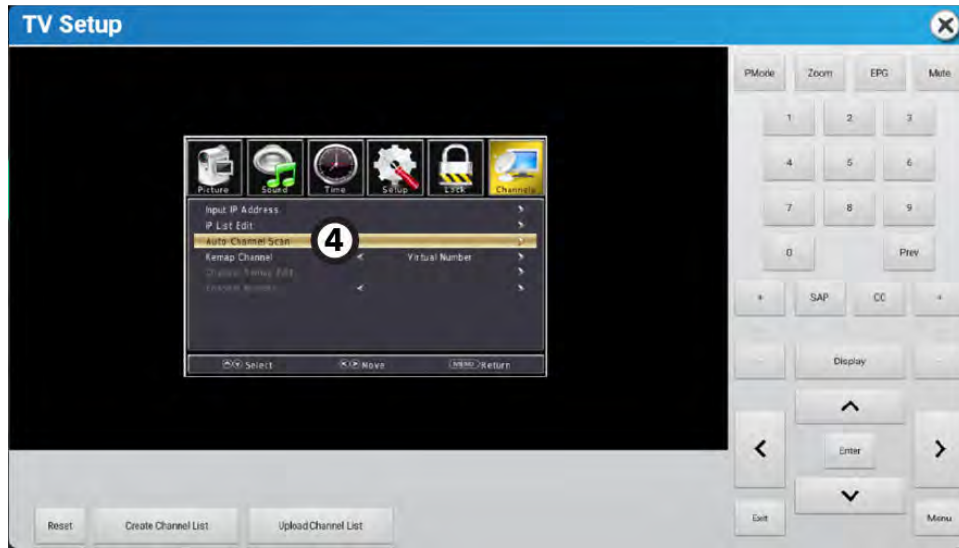 TV Setup
PMode Zoom EPG Mute
1 2 3
4 5 6
7 8 9
0 Prev
+ SAP CC +
- Display -
Enter
Exit Menu
Picture Sound Time Setup Lock Channels
Input IP Address
IP List Edit
Auto Channel Scan
4
Remap Channel Virtual Number
Select Move MENU Return
Reset Create Channel List Upload Channel List